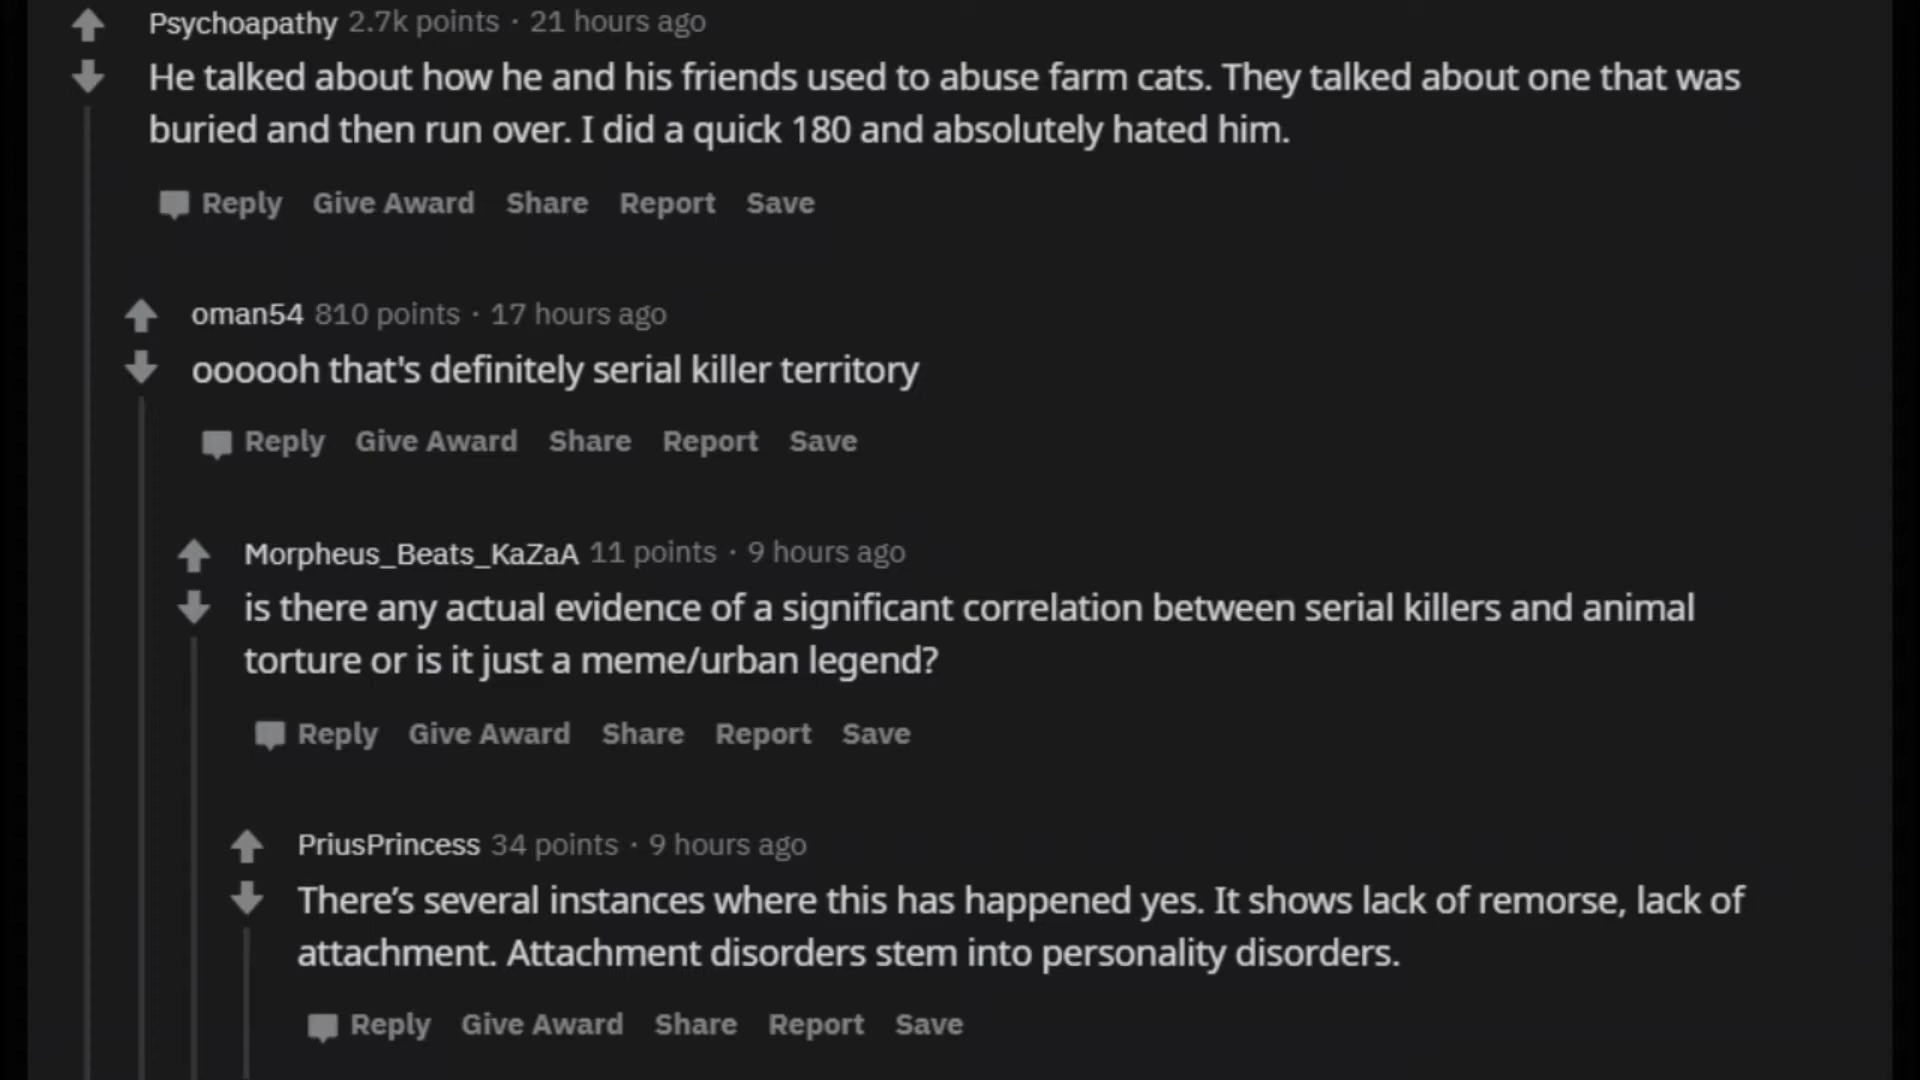 Psychoapathy 2.7k points · 21 hours ago
He talked about how he and his friends used to abuse farm cats. They talked about one that was
buried and then run over. I did a quick 180 and absolutely hated him.
Reply Give Award Share Report Save
oman54 810 points · 17 hours ago
oooooh that's definitely serial killer territory
Reply Give Award Share Report Save
Morpheus_Beats_KaZaA 11 points · 9 hours ago
is there any actual evidence of a significant correlation between serial killers and animal
torture or is it just a meme/urban legend?
Reply Give Award Share Report Save
PriusPrincess 34 points · 9 hours ago
There’s several instances where this has happened yes. It shows lack of remorse, lack of
attachment. Attachment disorders stem into personality disorders.
Reply Give Award Share Report Save